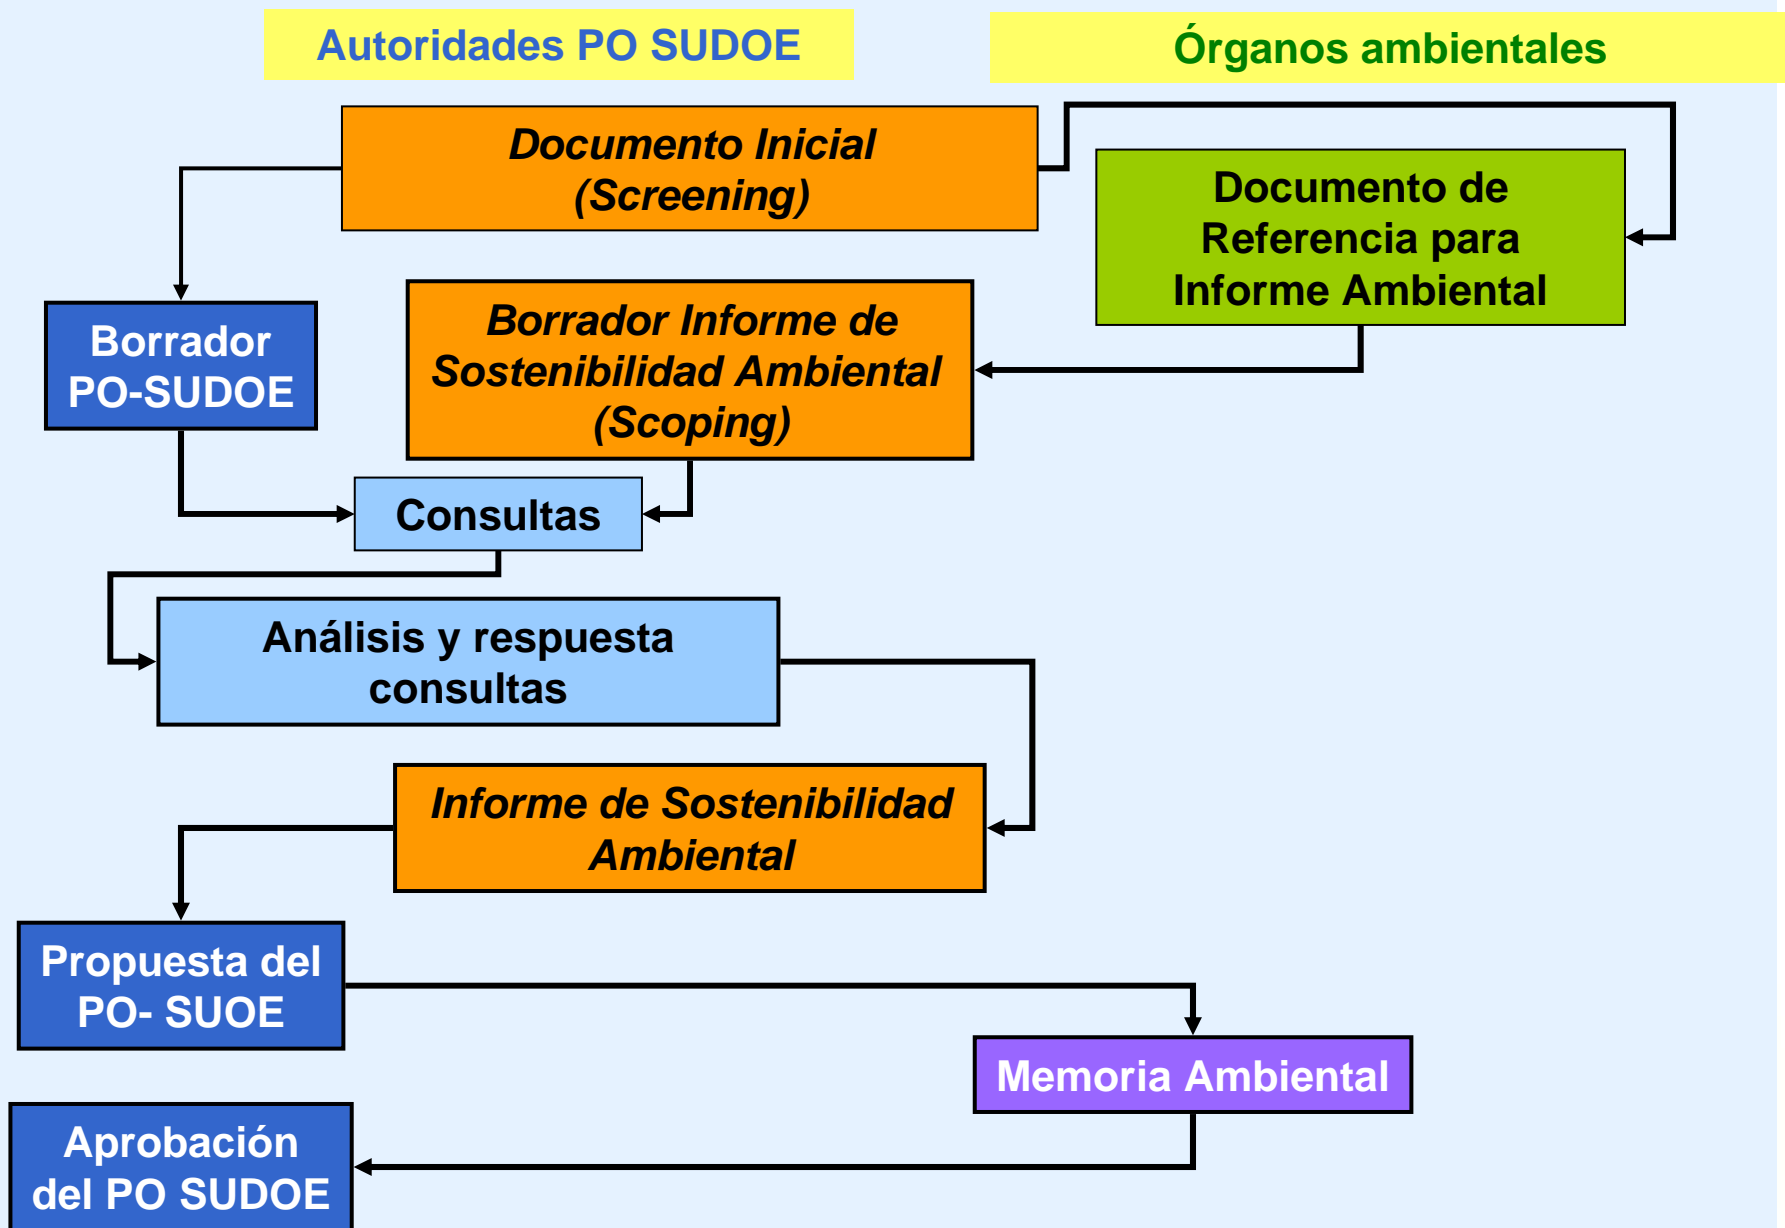 Autoridades PO SUDOE
Órganos ambientales
Documento Inicial
(Screening)
Documento de
Referencia para
Informe Ambiental
Borrador
PO-SUDOE
Borrador Informe de
Sostenibilidad Ambiental
(Scoping)
Consultas
Análisis y respuesta
consultas
Informe de Sostenibilidad
Ambiental
Propuesta del
PO- SUOE
Memoria Ambiental
Aprobación
del PO SUDOE